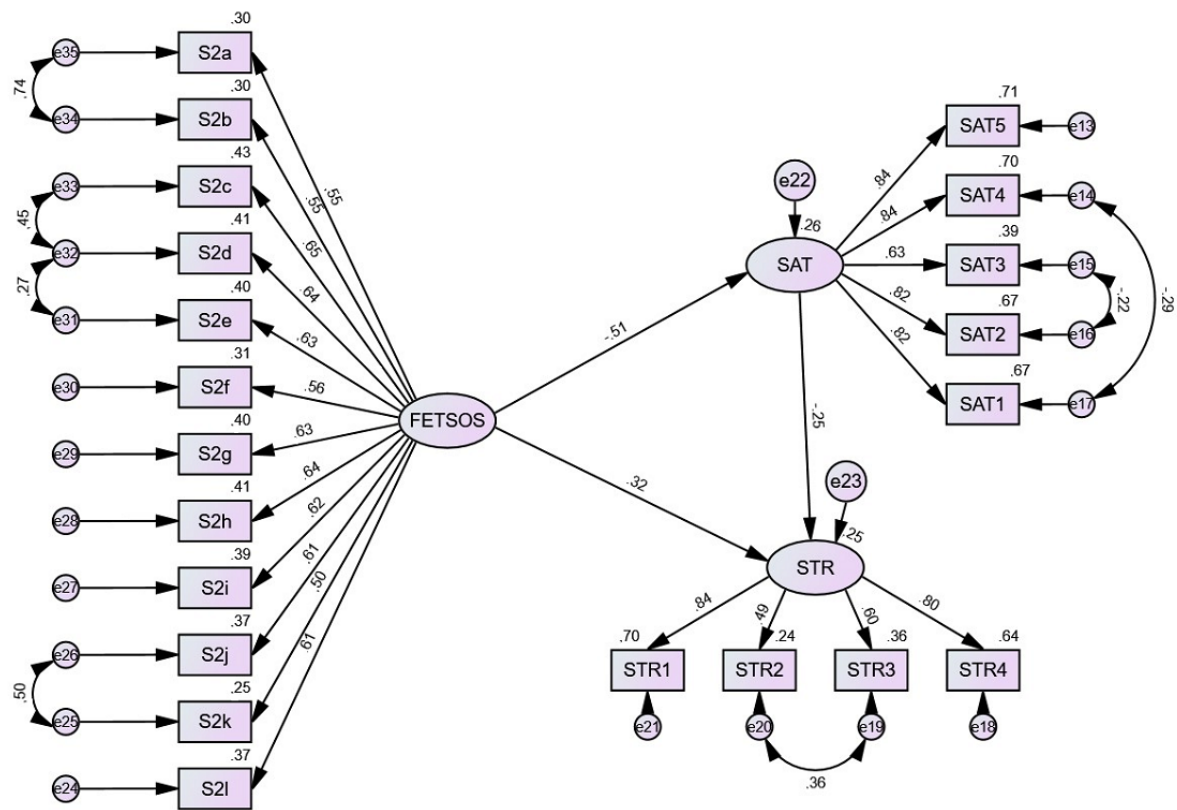 .30
e35
S2a
.74
.30
e34
S2b
.43
e33
S2c
.45
.41
e32
S2d
.27
.40
e31
S2e
.31
e30
S2f
.40
e29
S2g
.41
e28
S2h
.39
e27
S2i
.37
e26
S2j
.50
.25
e25
S2k
.37
e24
S2l
.55
.55
.65
.64
.63
.56
.63
.64
.62
.61
.50
.61
FETSOS
-.51
.32
e22
.26
SAT
-.25
.84
.84
.63
.82
.82
.71
SAT5
e13
.70
SAT4
e14
.39
SAT3
e15
.67
SAT2
e16
.67
SAT1
e17
-.22
-.29
e23
.25
STR
.84
.49
.60
.80
.70
.24
.36
.64
STR1
STR2
STR3
STR4
e21
e20
e19
e18
.36